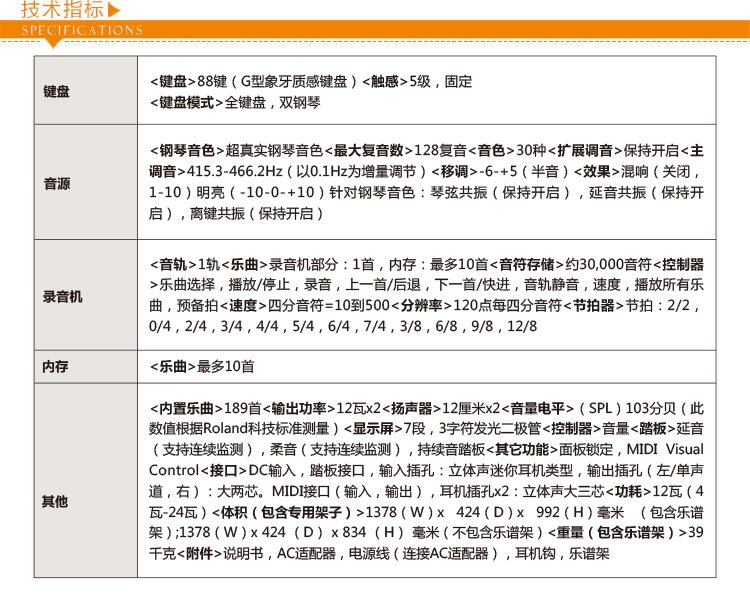 技术指标
SPECIFICATIONS
键盘
<键盘>88键（G型象牙质感键盘）<触感>5级，固定
<键盘模式>全键盘，双钢琴
音源
<钢琴音色>超真实钢琴音色<最大复音数>128复音<音色>30种<扩展调音>保持开启<主
调音>415.3-466.2Hz（以0.1Hz为增量调节）<移调>-6-+5（半音）<效果>混响（关闭，
1-10）明亮（-10-0-+10）针对钢琴音色：琴弦共振（保持开启），延音共振（保持开
启），离键共振（保持开启）
录音机
<音轨>1轨<乐曲>录音机部分：1首，内存：最多10首<音符存储>约30,000音符<控制器
>乐曲选择，播放/停止，录音，上一首/后退，下一首/快进，音轨静音，速度，播放所有乐
曲，预备拍<速度>四分音符=10到500<分辨率>120点每四分音符<节拍器>节拍：2/2，
0/4，2/4，3/4，4/4，5/4，6/4，7/4，3/8，6/8，9/8，12/8
内存
<乐曲>最多10首
其他
<内置乐曲>189首<输出功率>12瓦x2<扬声器>12厘米x2<音量电平>（SPL）103分贝（此
数值根据Roland科技标准测量）<显示屏>7段，3字符发光二极管<控制器>音量<踏板>延音
（支持连续监测），柔音（支持连续监测），持续音踏板<其它功能>面板锁定，MIDI Visual
Control<接口>DC输入，踏板接口，输入插孔：立体声迷你耳机类型，输出插孔（左/单声
道，右）：大两芯。MIDI接口（输入，输出），耳机插孔x2：立体声大三芯<功耗>12瓦（4
瓦-24瓦）<体积（包含专用架子）>1378（W）x 424（D）x 992（H）毫米 （包含乐谱
架）;1378（W）x 424 （D）x 834 （H） 毫米（不包含乐谱架）<重量（包含乐谱架）>39
千克<附件>说明书，AC适配器，电源线（连接AC适配器），耳机钩，乐谱架